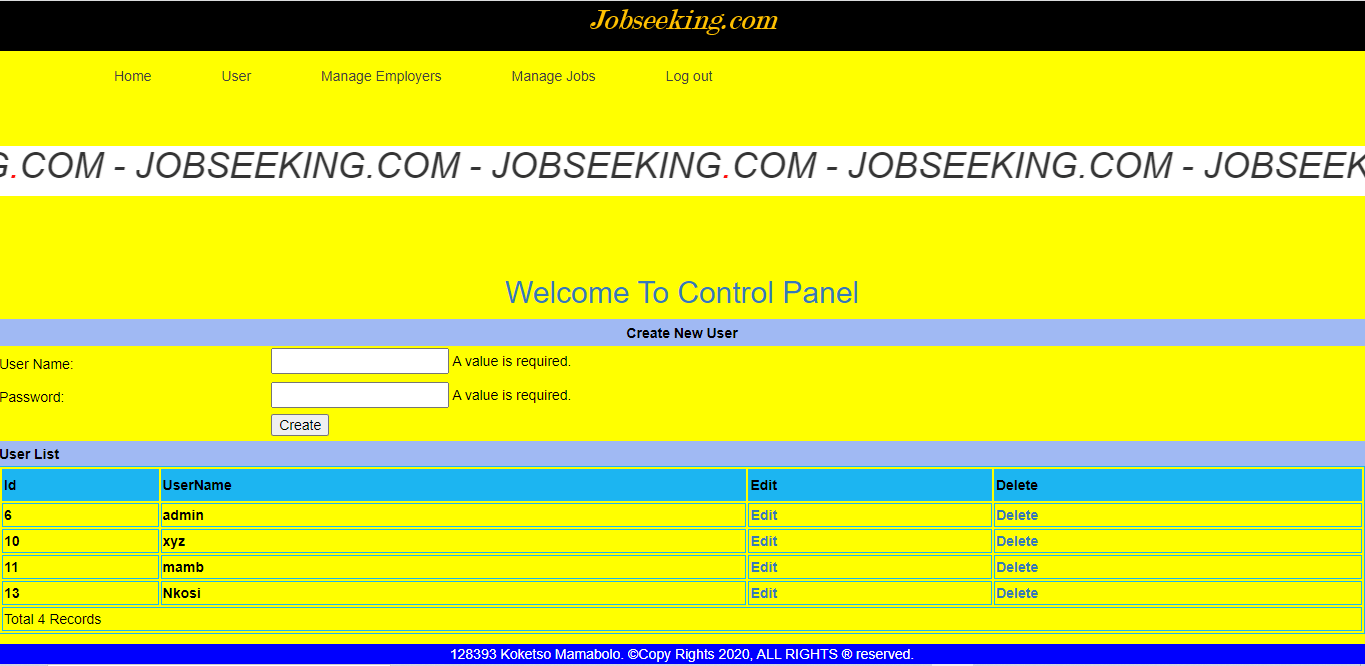 Jobseeking.com
Home User Manage Employers Manage Jobs Log out
G.COM - JOBSEEKING.COM - JOBSEEKING.COM - JOBSEEKING.COM - JOBSEEK
Welcome To Control Panel
Create New User
User Name: A value is required.
Password: A value is required.
Create
User List
Id UserName Edit Delete
6 admin Edit Delete
10 xyz Edit Delete
11 mamb Edit Delete
13 Nkosi Edit Delete
Total 4 Records
128393 Koketso Mamabolo. ©Copy Rights 2020, ALL RIGHTS ® reserved.